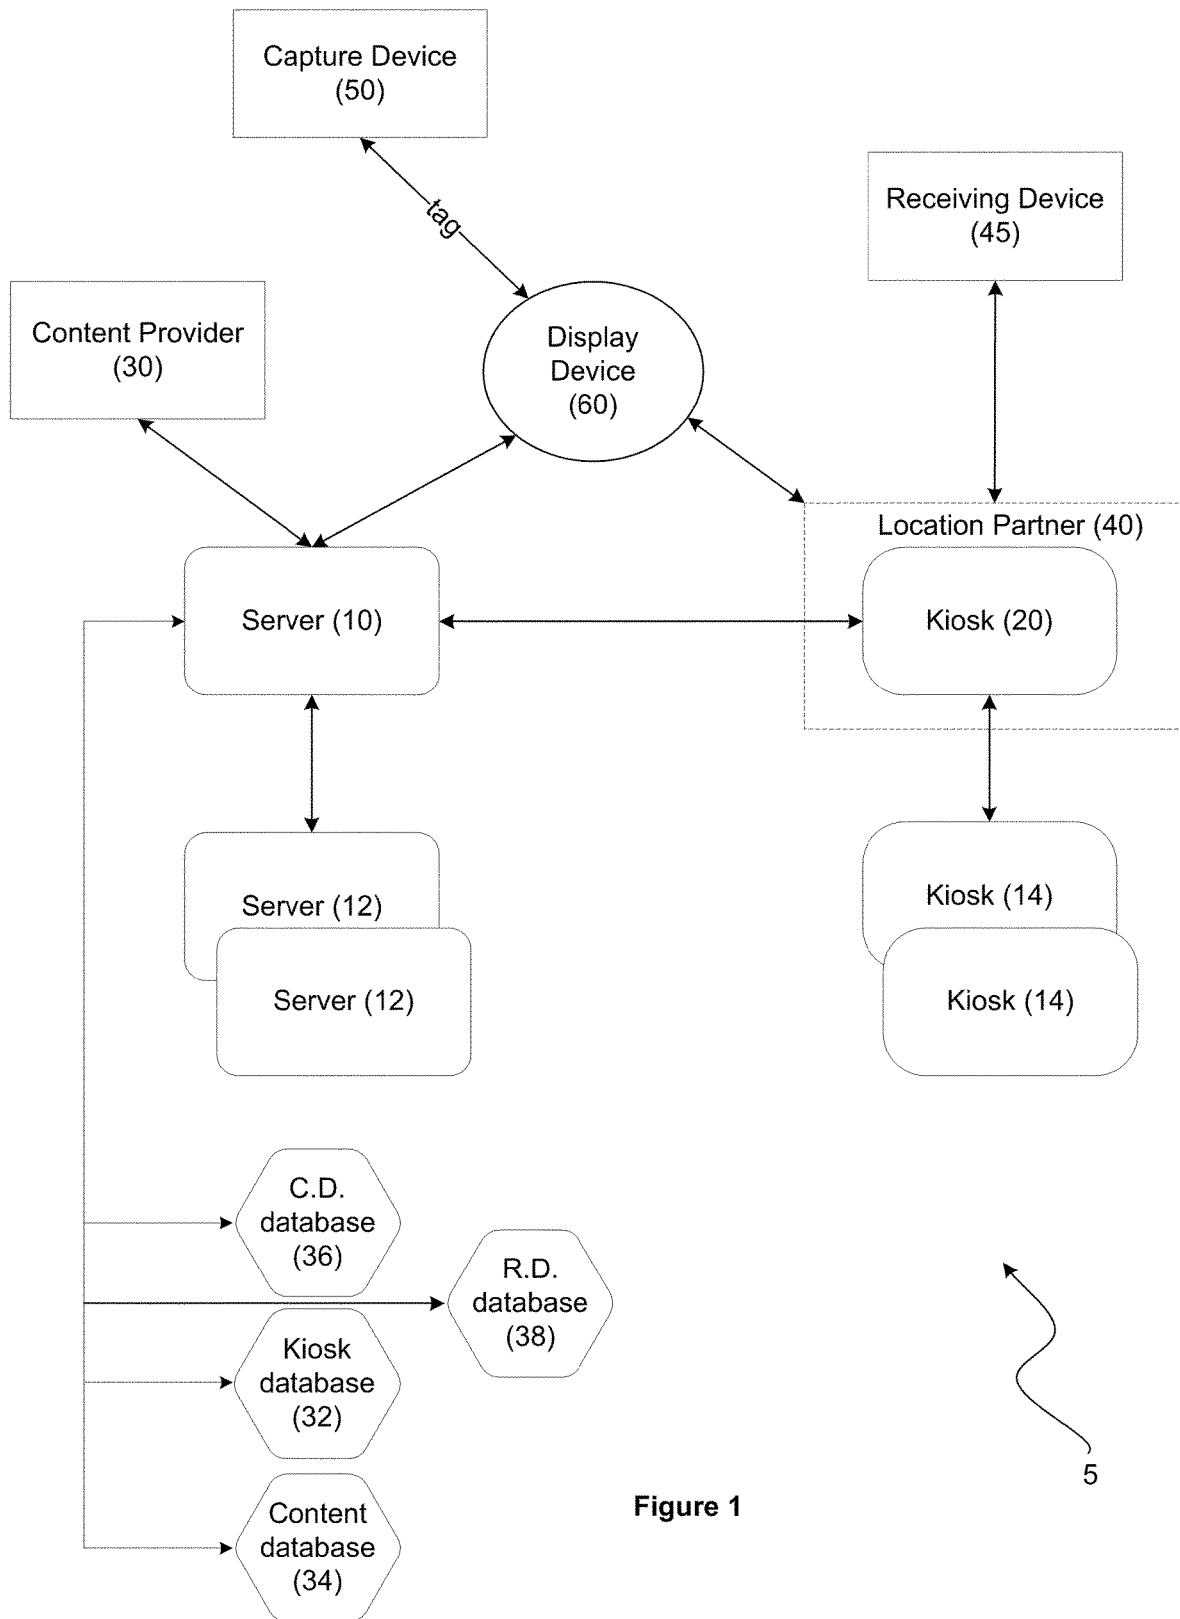 Capture Device
(50)
tag
Receiving Device
(45)
Content Provider
(30)
Display
Device
(60)
Location Partner (40)
Server (10)
Kiosk (20)
Server (12)
Kiosk (14)
Server (12)
Kiosk (14)
C.D.
database
(36)
R.D.
database
(38)
Kiosk
database
(32)
5
Figure 1
Content
database
(34)